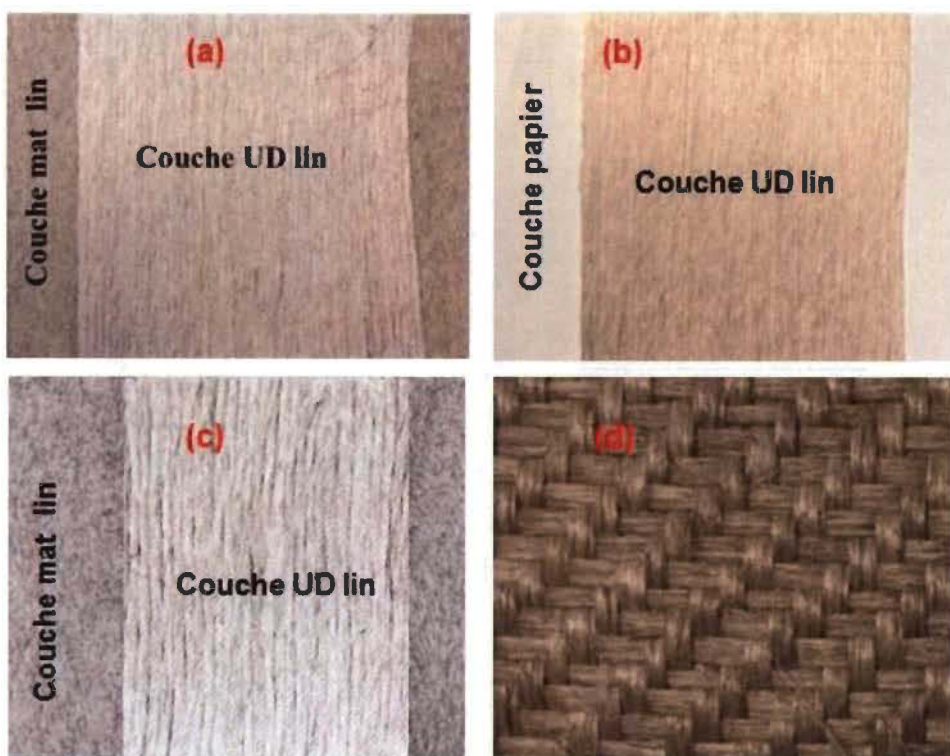 (a)
Couche mat lin
Couche UD lin
(b)
Couche papier
Couche UD lin
(c)
Couche mat lin
Couche UD lin
(d)